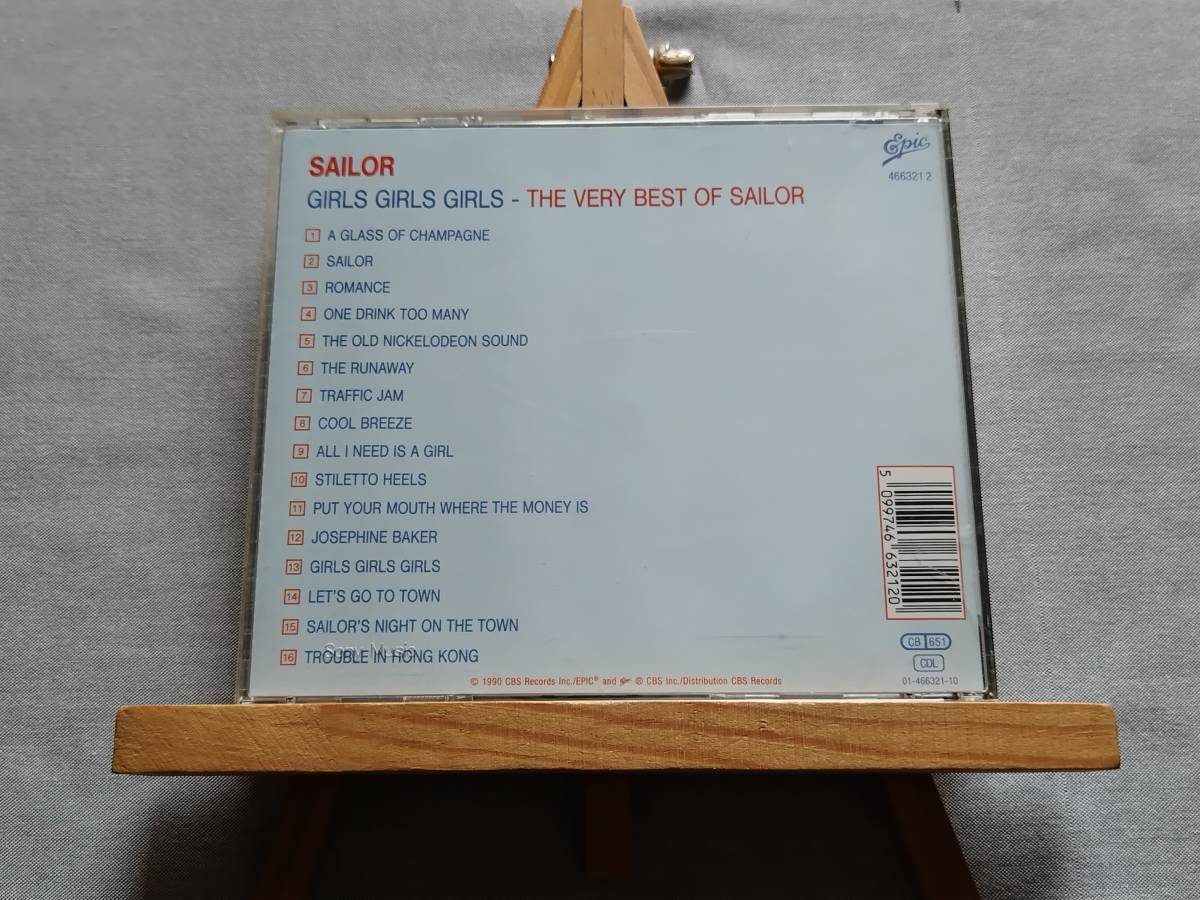 SAILOR
Epic
466321 2
GIRLS GIRLS GIRLS - THE VERY BEST OF SAILOR
1 A GLASS OF CHAMPAGNE
2 SAILOR
3 ROMANCE
4 ONE DRINK TOO MANY
5 THE OLD NICKELODEON SOUND
6 THE RUNAWAY
7 TRAFFIC JAM
8 COOL BREEZE
9 ALL I NEED IS A GIRL
10 STILETTO HEELS
11 PUT YOUR MOUTH WHERE THE MONEY IS
12 JOSEPHINE BAKER
13 GIRLS GIRLS GIRLS
14 LET'S GO TO TOWN
15 SAILOR'S NIGHT ON THE TOWN
16 TROUBLE IN HONG KONG
Sony Music
5 099746 632120
CB 651
CDL
01-466321-10
© 1990 CBS Records Inc./EPIC® and ® CBS Inc./Distribution CBS Records